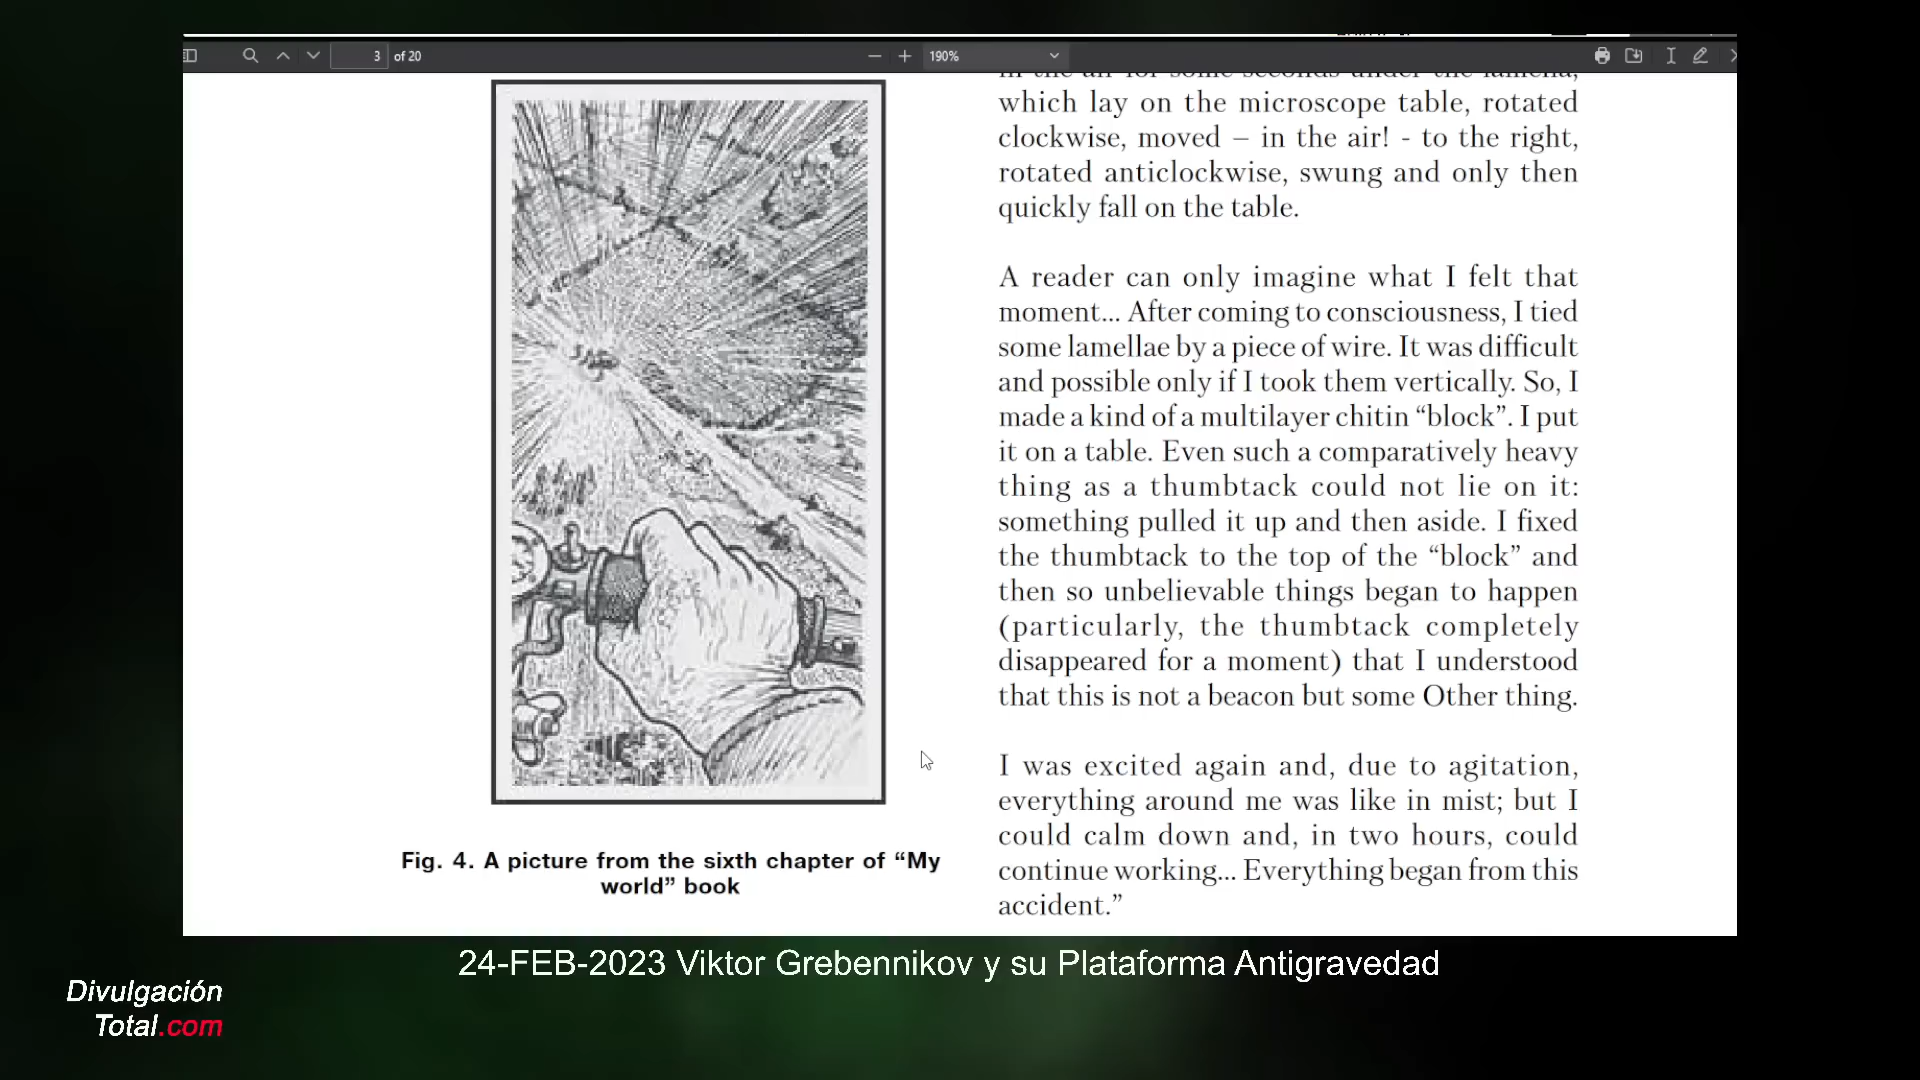 3 of 20
190%
in the air for some seconds under the lamella,
which lay on the microscope table, rotated
clockwise, moved – in the air! - to the right,
rotated anticlockwise, swung and only then
quickly fall on the table.
A reader can only imagine what I felt that
moment... After coming to consciousness, I tied
some lamellae by a piece of wire. It was difficult
and possible only if I took them vertically. So, I
made a kind of a multilayer chitin “block”. I put
it on a table. Even such a comparatively heavy
thing as a thumbtack could not lie on it:
something pulled it up and then aside. I fixed
the thumbtack to the top of the “block” and
then so unbelievable things began to happen
(particularly, the thumbtack completely
disappeared for a moment) that I understood
that this is not a beacon but some Other thing.
I was excited again and, due to agitation,
everything around me was like in mist; but I
could calm down and, in two hours, could
continue working... Everything began from this
accident.”
Fig. 4. A picture from the sixth chapter of “My
world” book
24-FEB-2023 Viktor Grebennikov y su Plataforma Antigravedad
Divulgación
Total.com